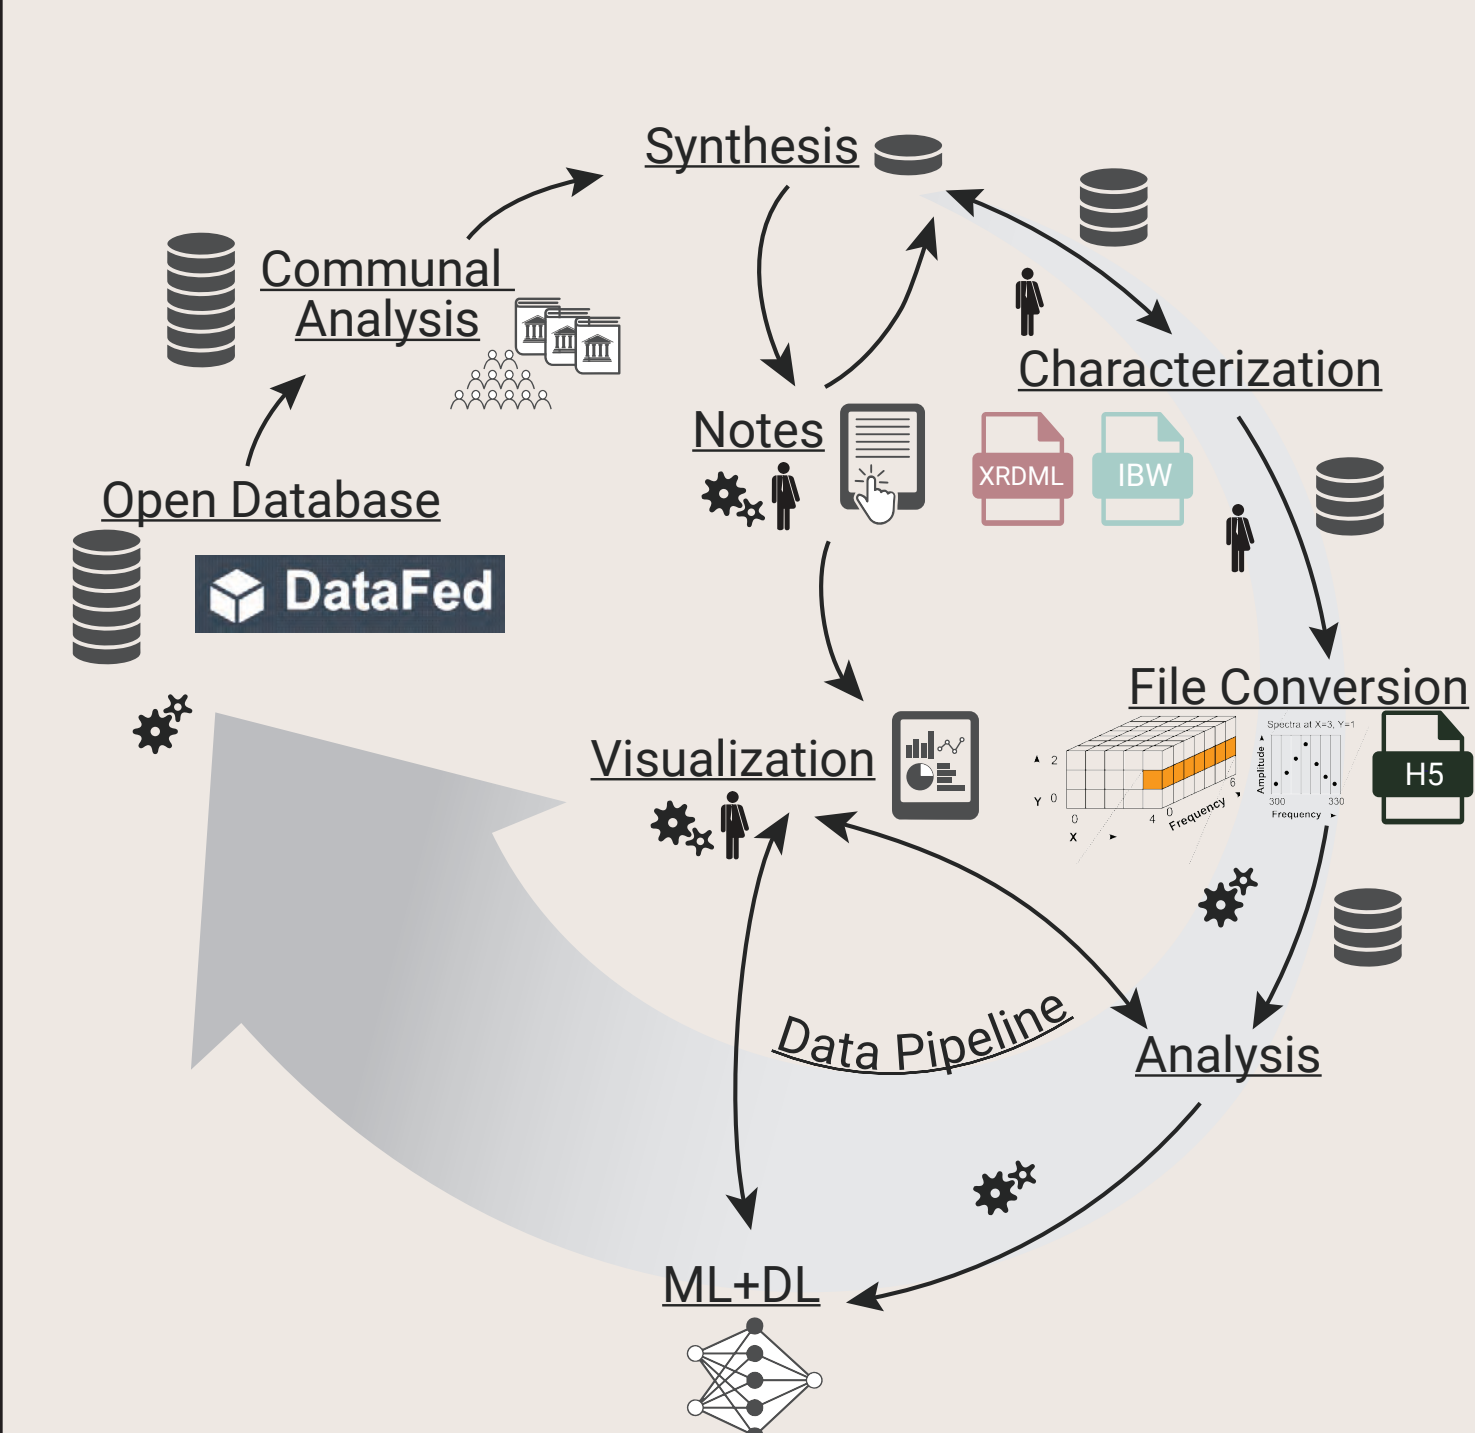 Synthesis
Communal
Analysis
Characterization
Notes
XRDML
IBW
Open Database
DataFed
File Conversion
Spectra at X=3, Y=1
Amplitude
300
330
Frequency
H5
2
Y
0
0
4
X
0
6
Frequency
Visualization
Data Pipeline
Analysis
ML+DL